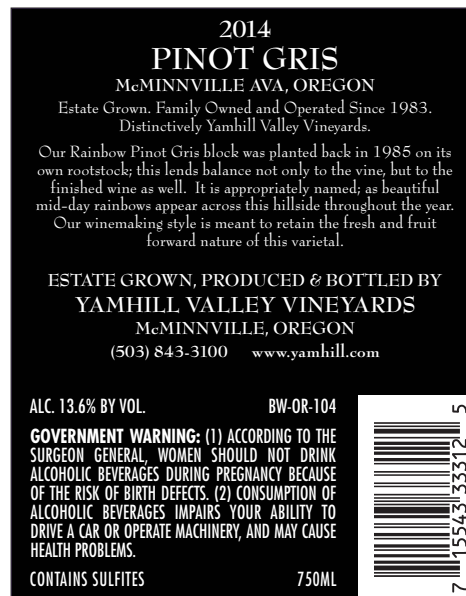 2014
PINOT GRIS
McMINNVILLE AVA, OREGON
Estate Grown. Family Owned and Operated Since 1983.
Distinctively Yamhill Valley Vineyards.
Our Rainbow Pinot Gris block was planted back in 1985 on its
own rootstock; this lends balance not only to the vine, but to the
finished wine as well. It is appropriately named; as beautiful
mid-day rainbows appear across this hillside throughout the year.
Our winemaking style is meant to retain the fresh and fruit
forward nature of this varietal.
ESTATE GROWN, PRODUCED & BOTTLED BY
YAMHILL VALLEY VINEYARDS
McMINNVILLE, OREGON
(503) 843-3100 www.yamhill.com
ALC. 13.6% BY VOL. BW-OR-104
GOVERNMENT WARNING: (1) ACCORDING TO THE
SURGEON GENERAL, WOMEN SHOULD NOT DRINK
ALCOHOLIC BEVERAGES DURING PREGNANCY BECAUSE
OF THE RISK OF BIRTH DEFECTS. (2) CONSUMPTION OF
ALCOHOLIC BEVERAGES IMPAIRS YOUR ABILITY TO
DRIVE A CAR OR OPERATE MACHINERY, AND MAY CAUSE
HEALTH PROBLEMS.
CONTAINS SULFITES 750ML
7 15543 33312 5